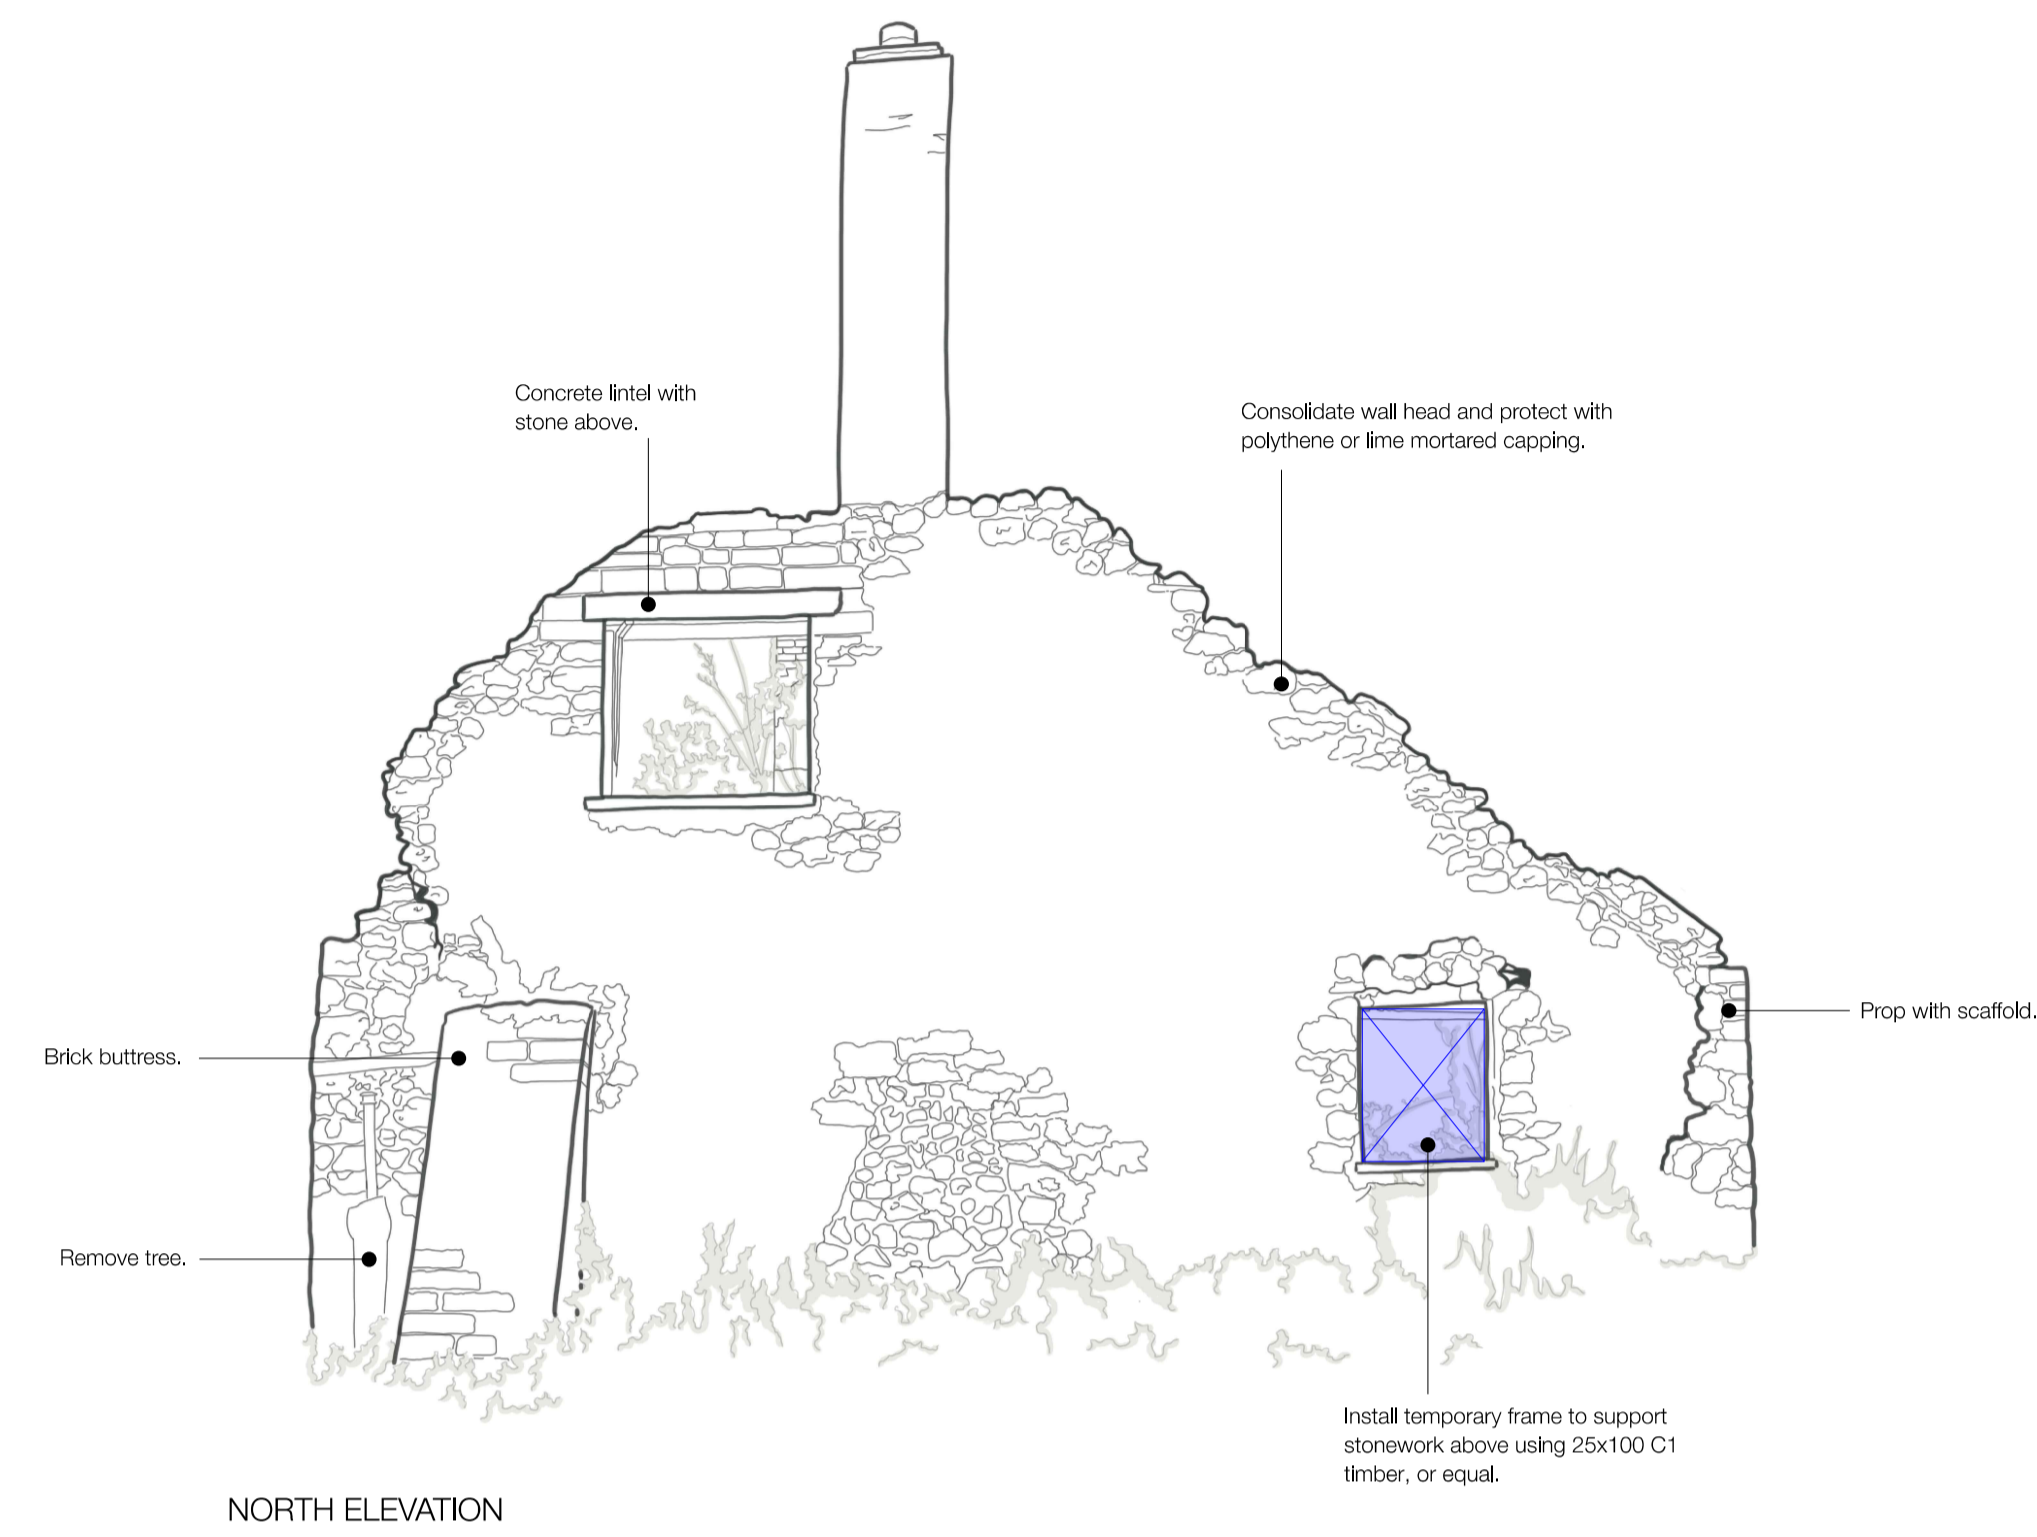 Concrete lintel with
stone above.
Consolidate wall head and protect with
polythene or lime mortared capping.
Prop with scaffold.
Brick buttress.
Remove tree.
Install temporary frame to support
stonework above using 25x100 C1
timber, or equal.
NORTH ELEVATION